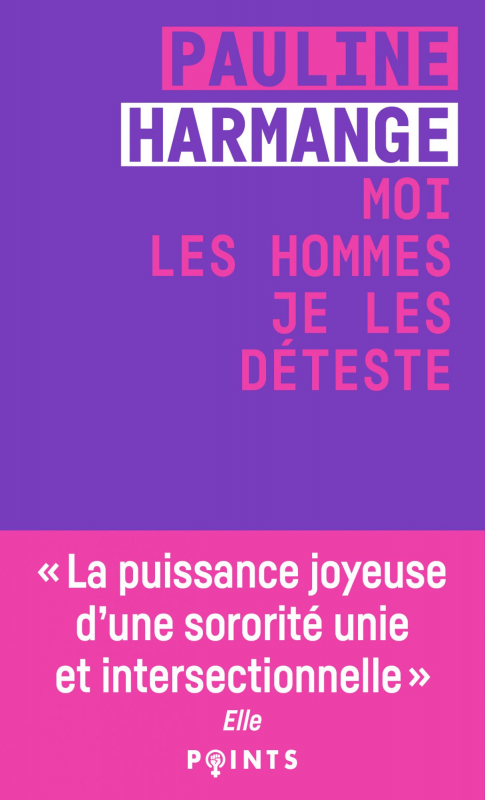 PAULINE
HARMANGE
MOI
LES HOMMES
JE LES
DÉTESTE
« La puissance joyeuse
d’une sororité unie
et intersectionnelle »
Elle
POINTS